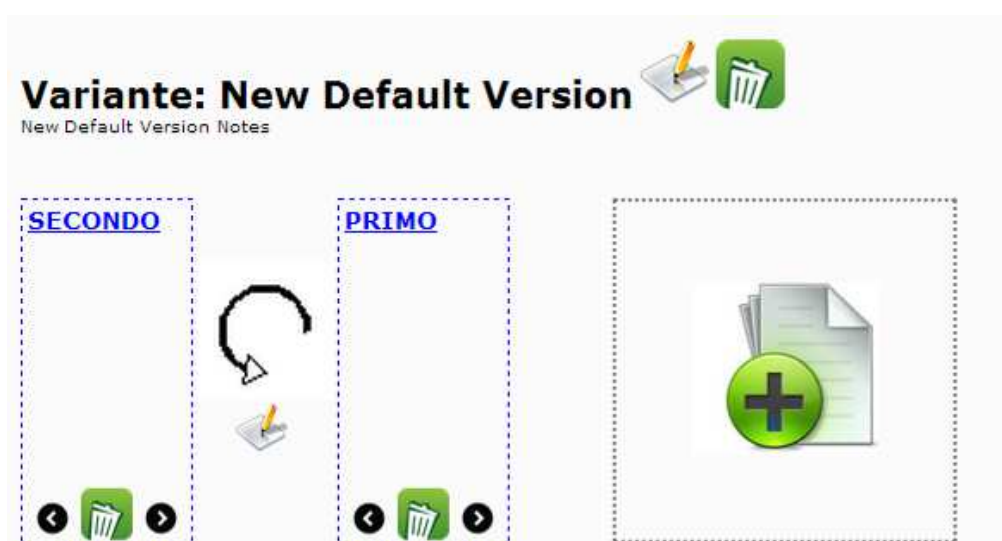 Variante: New Default Version
New Default Version Notes
SECONDO
PRIMO